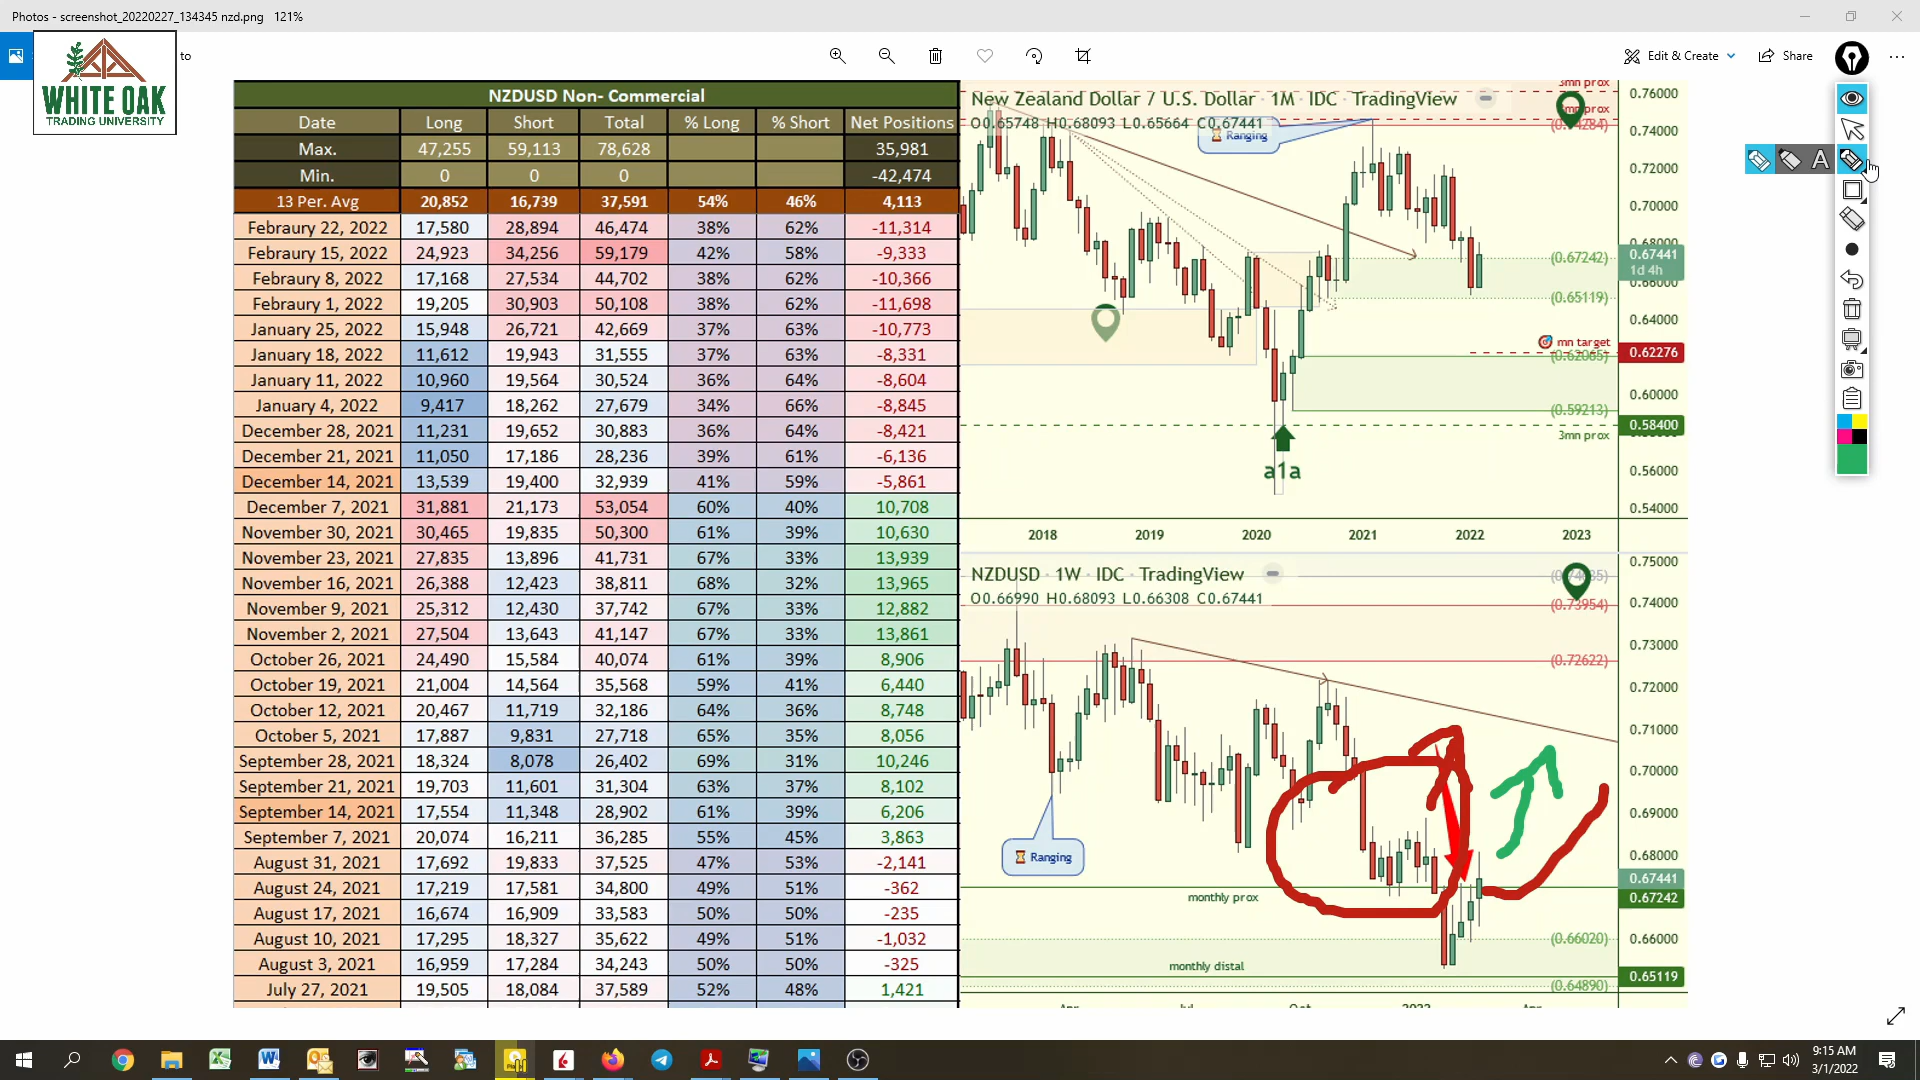 Photos - screenshot_20220227_134345 nzd.png 121%
WHITE OAK
TRADING UNIVERSITY
to
Edit & Create
Share
NZDUSD Non- Commercial
Date Long Short Total % Long % Short Net Positions
Max. 47,255 59,113 78,628 35,981
Min. 0 0 0 -42,474
13 Per. Avg 20,852 16,739 37,591 54% 46% 4,113
Febraury 22, 2022 17,580 28,894 46,474 38% 62% -11,314
Febraury 15, 2022 24,923 34,256 59,179 42% 58% -9,333
Febraury 8, 2022 17,168 27,534 44,702 38% 62% -10,366
Febraury 1, 2022 19,205 30,903 50,108 38% 62% -11,698
January 25, 2022 15,948 26,721 42,669 37% 63% -10,773
January 18, 2022 11,612 19,943 31,555 37% 63% -8,331
January 11, 2022 10,960 19,564 30,524 36% 64% -8,604
January 4, 2022 9,417 18,262 27,679 34% 66% -8,845
December 28, 2021 11,231 19,652 30,883 36% 64% -8,421
December 21, 2021 11,050 17,186 28,236 39% 61% -6,136
December 14, 2021 13,539 19,400 32,939 41% 59% -5,861
December 7, 2021 31,881 21,173 53,054 60% 40% 10,708
November 30, 2021 30,465 19,835 50,300 61% 39% 10,630
November 23, 2021 27,835 13,896 41,731 67% 33% 13,939
November 16, 2021 26,388 12,423 38,811 68% 32% 13,965
November 9, 2021 25,312 12,430 37,742 67% 33% 12,882
November 2, 2021 27,504 13,643 41,147 67% 33% 13,861
October 26, 2021 24,490 15,584 40,074 61% 39% 8,906
October 19, 2021 21,004 14,564 35,568 59% 41% 6,440
October 12, 2021 20,467 11,719 32,186 64% 36% 8,748
October 5, 2021 17,887 9,831 27,718 65% 35% 8,056
September 28, 2021 18,324 8,078 26,402 69% 31% 10,246
September 21, 2021 19,703 11,601 31,304 63% 37% 8,102
September 14, 2021 17,554 11,348 28,902 61% 39% 6,206
September 7, 2021 20,074 16,211 36,285 55% 45% 3,863
August 31, 2021 17,692 19,833 37,525 47% 53% -2,141
August 24, 2021 17,219 17,581 34,800 49% 51% -362
August 17, 2021 16,674 16,909 33,583 50% 50% -235
August 10, 2021 17,295 18,327 35,622 49% 51% -1,032
August 3, 2021 16,959 17,284 34,243 50% 50% -325
July 27, 2021 19,505 18,084 37,589 52% 48% 1,421
New Zealand Dollar / U.S. Dollar · 1M · IDC · TradingView
O0.65748 H0.68093 L0.65664 C0.67441
Ranging
3mn prox
0.76000
0.74000
0.72000
0.70000
(0.67242)
0.67441
1d 4h
(0.65119)
0.64000
mn target
0.62276
0.60000
(0.59213)
0.58400
3mn prox
a1a
0.56000
0.54000
2018 2019 2020 2021 2022 2023
NZDUSD · 1W · IDC · TradingView
O0.66990 H0.68093 L0.66308 C0.67441
0.75000
(0.73954)
0.74000
0.73000
(0.72622)
0.72000
0.71000
0.70000
0.69000
0.68000
Ranging
0.67441
monthly prox
0.67242
(0.66020)
0.66000
monthly distal
0.65119
(0.64890)
A
9:15 AM
3/1/2022